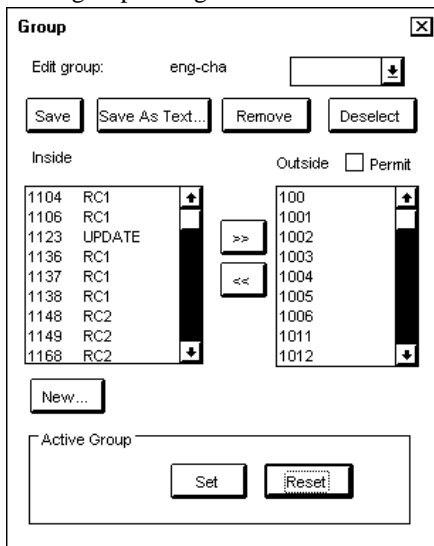 Group
Edit group: eng-cha
Save Save As Text... Remove Deselect
Inside Outside Permit
1104 RC1 100
1106 RC1 1001
1123 UPDATE >> 1002
1136 RC1 1003
1137 RC1 << 1004
1138 RC1 1005
1148 RC2 1006
1149 RC2 1011
1168 RC2 1012
New...
Active Group
Set Reset